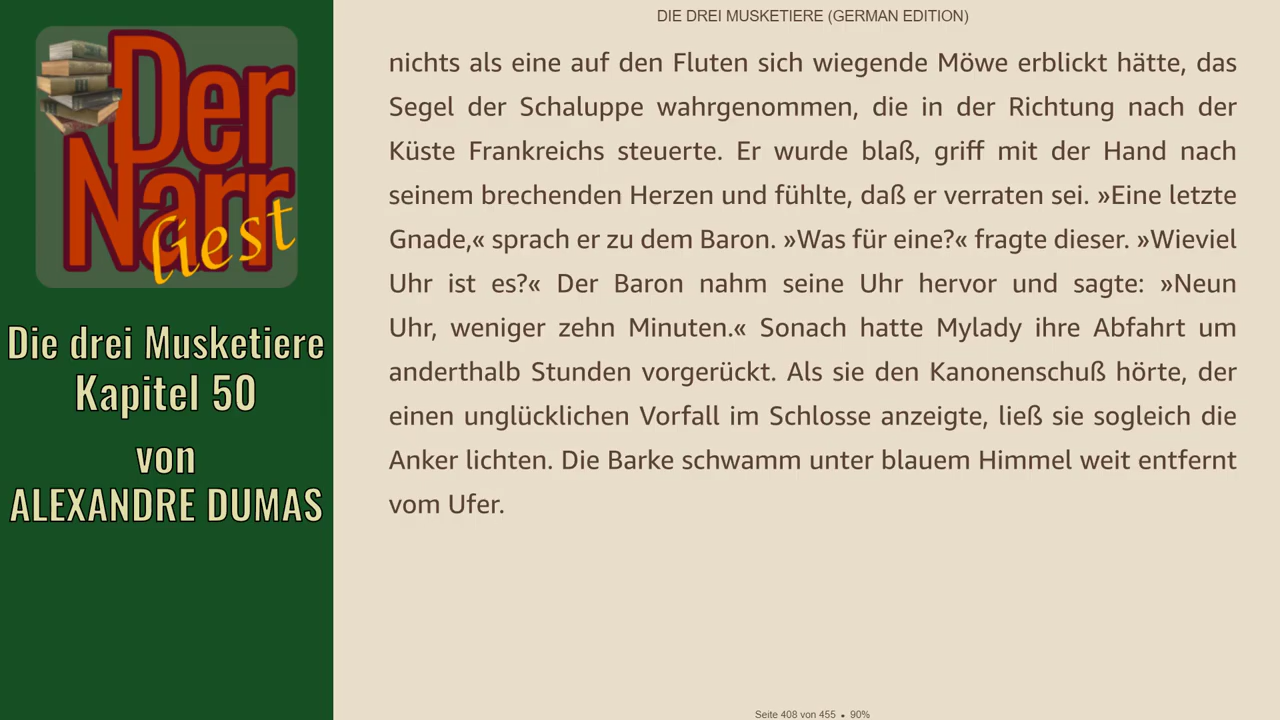 Der
Narr
liest
Die drei Musketiere
Kapitel 50
von
ALEXANDRE DUMAS
DIE DREI MUSKETIERE (GERMAN EDITION)
nichts als eine auf den Fluten sich wiegende Möwe erblickt hätte, das
Segel der Schaluppe wahrgenommen, die in der Richtung nach der
Küste Frankreichs steuerte. Er wurde blaß, griff mit der Hand nach
seinem brechenden Herzen und fühlte, daß er verraten sei. »Eine letzte
Gnade,« sprach er zu dem Baron. »Was für eine?« fragte dieser. »Wieviel
Uhr ist es?« Der Baron nahm seine Uhr hervor und sagte: »Neun
Uhr, weniger zehn Minuten.« Sonach hatte Mylady ihre Abfahrt um
anderthalb Stunden vorgerückt. Als sie den Kanonenschuß hörte, der
einen unglücklichen Vorfall im Schlosse anzeigte, ließ sie sogleich die
Anker lichten. Die Barke schwamm unter blauem Himmel weit entfernt
vom Ufer.
Seite 408 von 455 • 90%